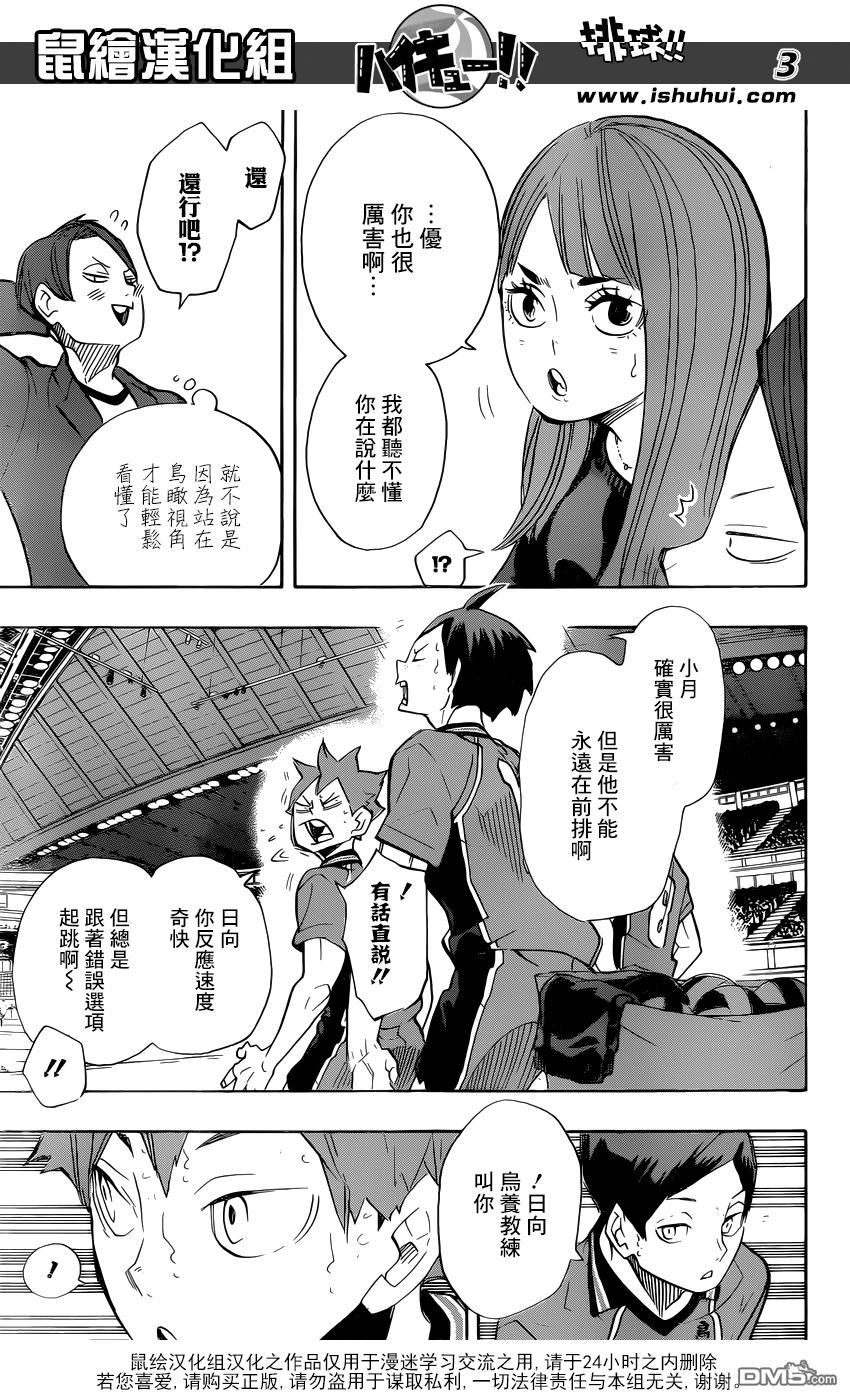 鼠繪漢化組
ハイキュー!!
排球!!
3
www.ishuhui.com
…優
你也很
厲害啊…
我都聽不懂
你在說什麼
!?
還
還行吧!?
就不說是
因為站在
鳥瞰視角
才能輕鬆
看懂了
小月
確實很厲害
但是他不能
永遠在前排啊
！
有話直說!!
日向
你反應速度
奇快
但總是
跟著錯誤選項
起跳啊~
!!
！日向
烏養教練
叫你
！
鼠绘汉化组汉化之作品仅用于漫迷学习交流之用,请于24小时之内删除
若您喜爱,请购买正版,请勿盗用于谋取私利,一切法律责任与本组无关,谢谢。
DM5.com